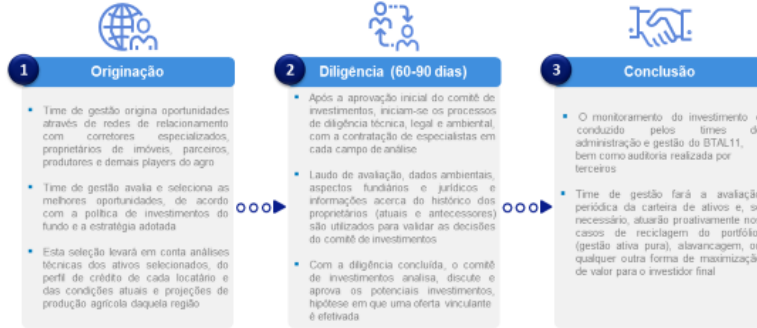 1 Originação
Time de gestão origina oportunidades
através de redes de relacionamento
com corretores especializados,
proprietários de imóveis, parceiros,
produtores e demais players do agro
Time de gestão avalia e seleciona as
melhores oportunidades, de acordo
com a política de investimentos do
fundo e a estratégia adotada
Esta seleção levará em conta análises
técnicas dos ativos selecionados, do
perfil de crédito de cada locatário e
das condições atuais e projeções de
produção agrícola daquela região
2 Diligência (60-90 dias)
Após a aprovação inicial do comitê de
investimentos, iniciam-se os processos
de diligência técnica, legal e ambiental,
com a contratação de especialistas em
cada campo de análise
Laudo de avaliação, dados ambientais,
aspectos fundiários e jurídicos e
informações acerca do histórico dos
proprietários (atuais e antecessores)
são utilizados para validar as decisões
do comitê de investimentos
Com a diligência concluída, o comitê
de investimentos analisa, discute e
aprova os potenciais investimentos,
hipótese em que uma oferta vinculante
é efetivada
3 Conclusão
O monitoramento do investimento
conduzido pelos times
administração e gestão do BTAL11,
bem como auditoria realizada por
terceiros
Time de gestão fará a avaliação
periódica da carteira de ativos e,
necessário, atuarão proativamente
casos de reciclagem do portfólio
(gestão ativa pura), alavancagem,
qualquer outra forma de maximização
de valor para o investidor final